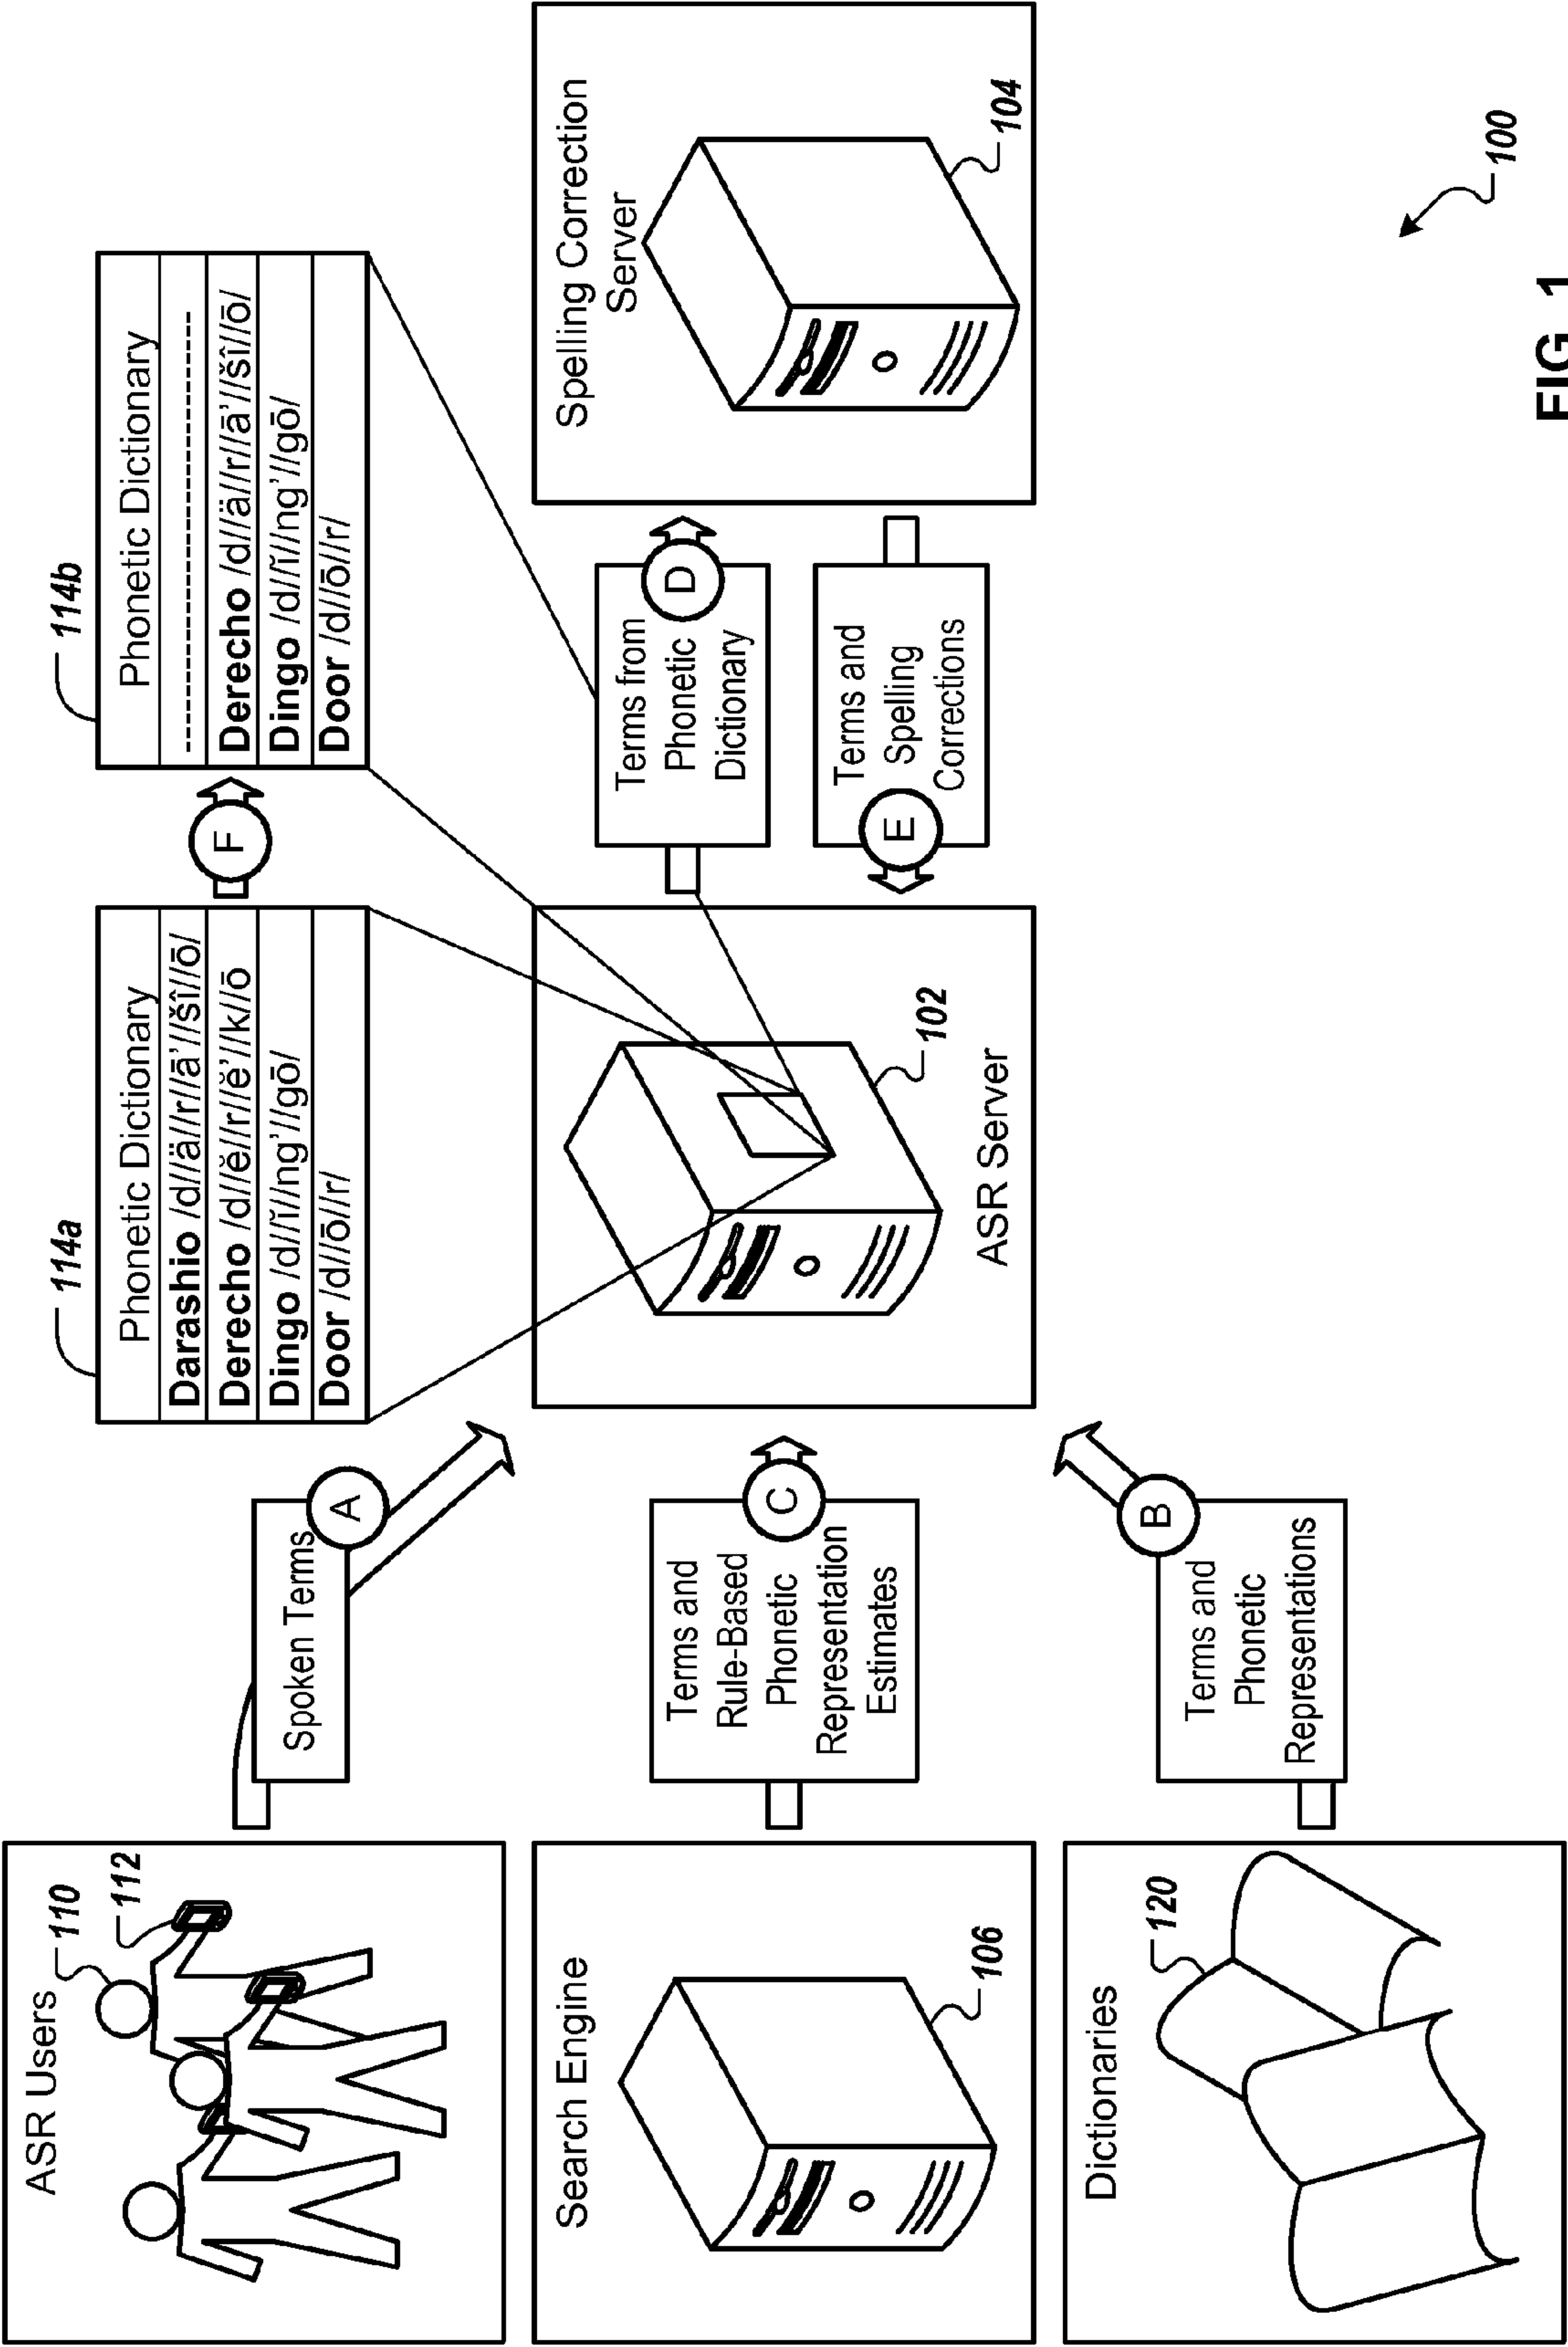 ASR Users
110
112
Spoken Terms
A
Search Engine
106
Terms and
Rule-Based
Phonetic
Representation
Estimates
C
Dictionaries
120
Terms and
Phonetic
Representations
B
114a
Phonetic Dictionary
Darashio /d//ä//r//ā'//šî//ō/
Derecho /d//ĕ//r//ĕ'//k//ō
Dingo /d//ĭ//ng'//gō/
Door /d//ō//r/
F
114b
Phonetic Dictionary
Derecho /d//ä//r//ā'//šî//ō/
Dingo /d//ĭ//ng'//gō/
Door /d//ō//r/
102
ASR Server
Terms from
Phonetic
Dictionary
D
Terms and
Spelling
Corrections
E
Spelling Correction
Server
104
100
FIG. 1